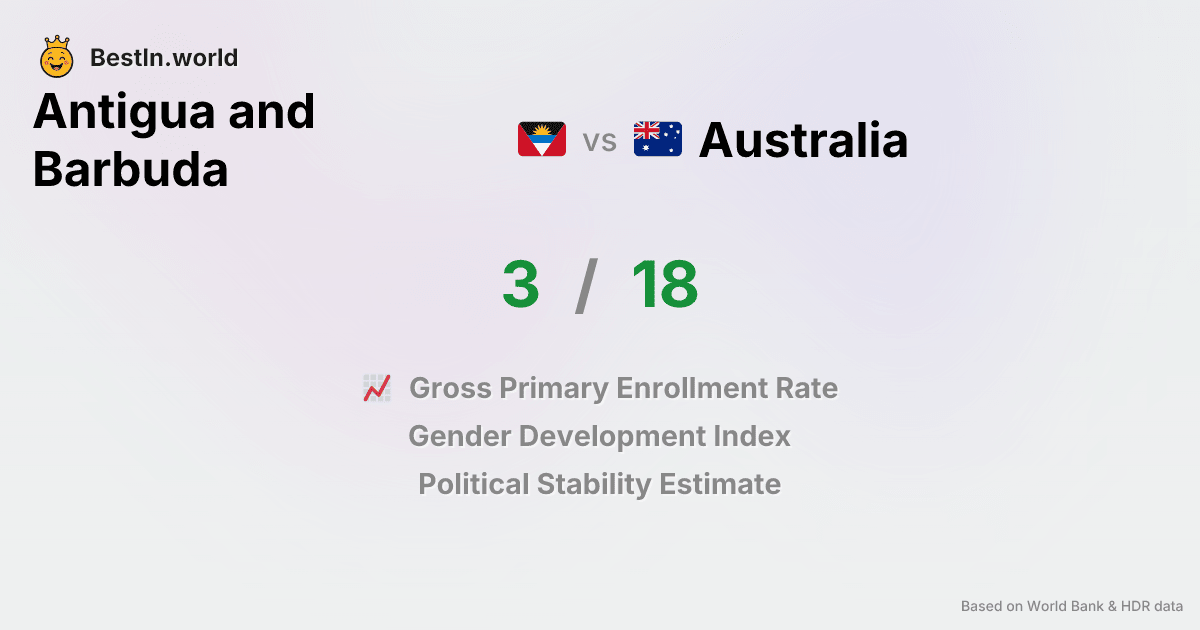 BestIn.world
Antigua and
Barbuda
vs
Australia
3 / 18
Gross Primary Enrollment Rate
Gender Development Index
Political Stability Estimate
Based on World Bank & HDR data